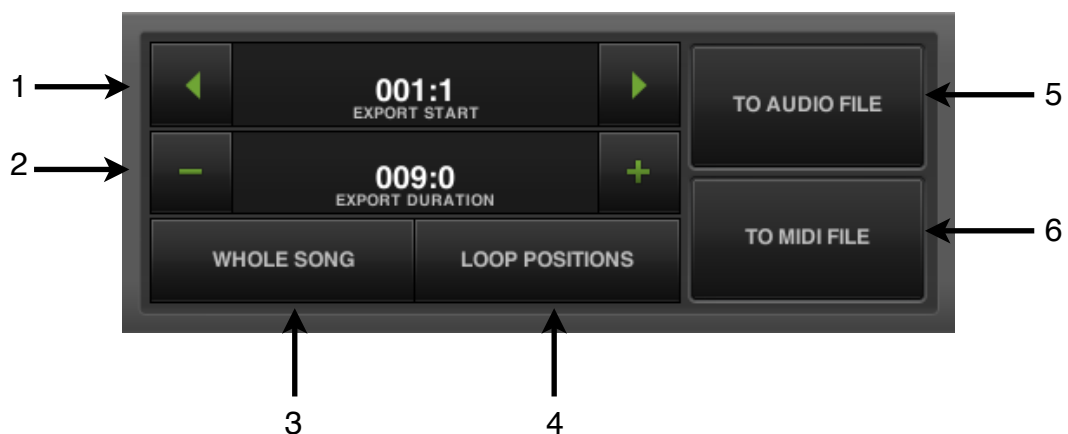 1
001:1
EXPORT START
2
009:0
EXPORT DURATION
WHOLE SONG
LOOP POSITIONS
TO AUDIO FILE
5
TO MIDI FILE
6
3
4